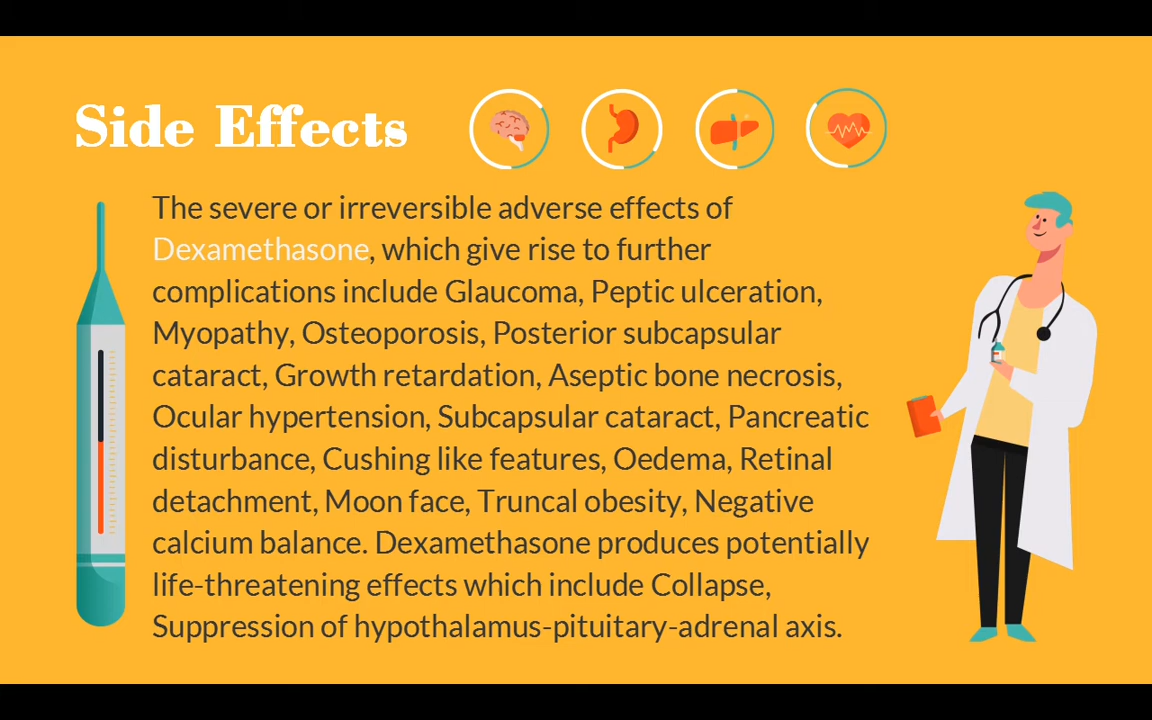 Side Effects
The severe or irreversible adverse effects of
Dexamethasone, which give rise to further
complications include Glaucoma, Peptic ulceration,
Myopathy, Osteoporosis, Posterior subcapsular
cataract, Growth retardation, Aseptic bone necrosis,
Ocular hypertension, Subcapsular cataract, Pancreatic
disturbance, Cushing like features, Oedema, Retinal
detachment, Moon face, Truncal obesity, Negative
calcium balance. Dexamethasone produces potentially
life-threatening effects which include Collapse,
Suppression of hypothalamus-pituitary-adrenal axis.